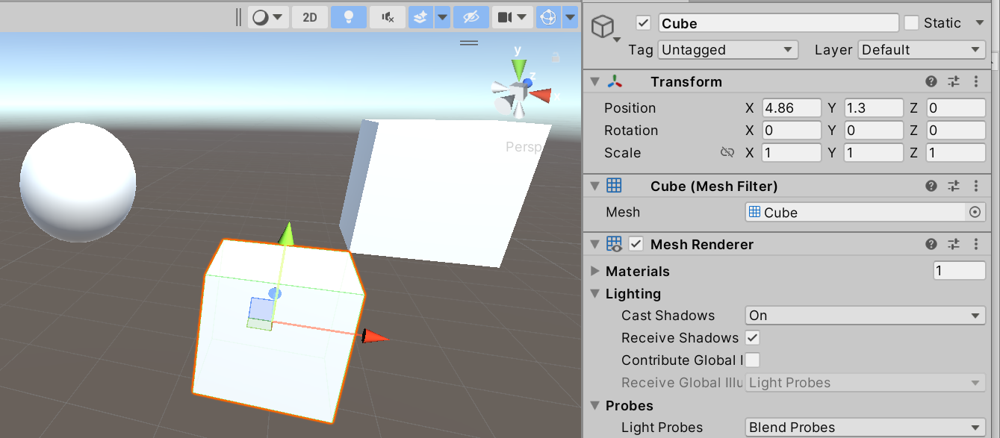 2D
y
z
x
Persp
Cube
Static
Tag Untagged Layer Default
Transform
Position X 4.86 Y 1.3 Z 0
Rotation X 0 Y 0 Z 0
Scale X 1 Y 1 Z 1
Cube (Mesh Filter)
Mesh Cube
Mesh Renderer
Materials 1
Lighting
Cast Shadows On
Receive Shadows
Contribute Global I
Receive Global Illu Light Probes
Probes
Light Probes Blend Probes